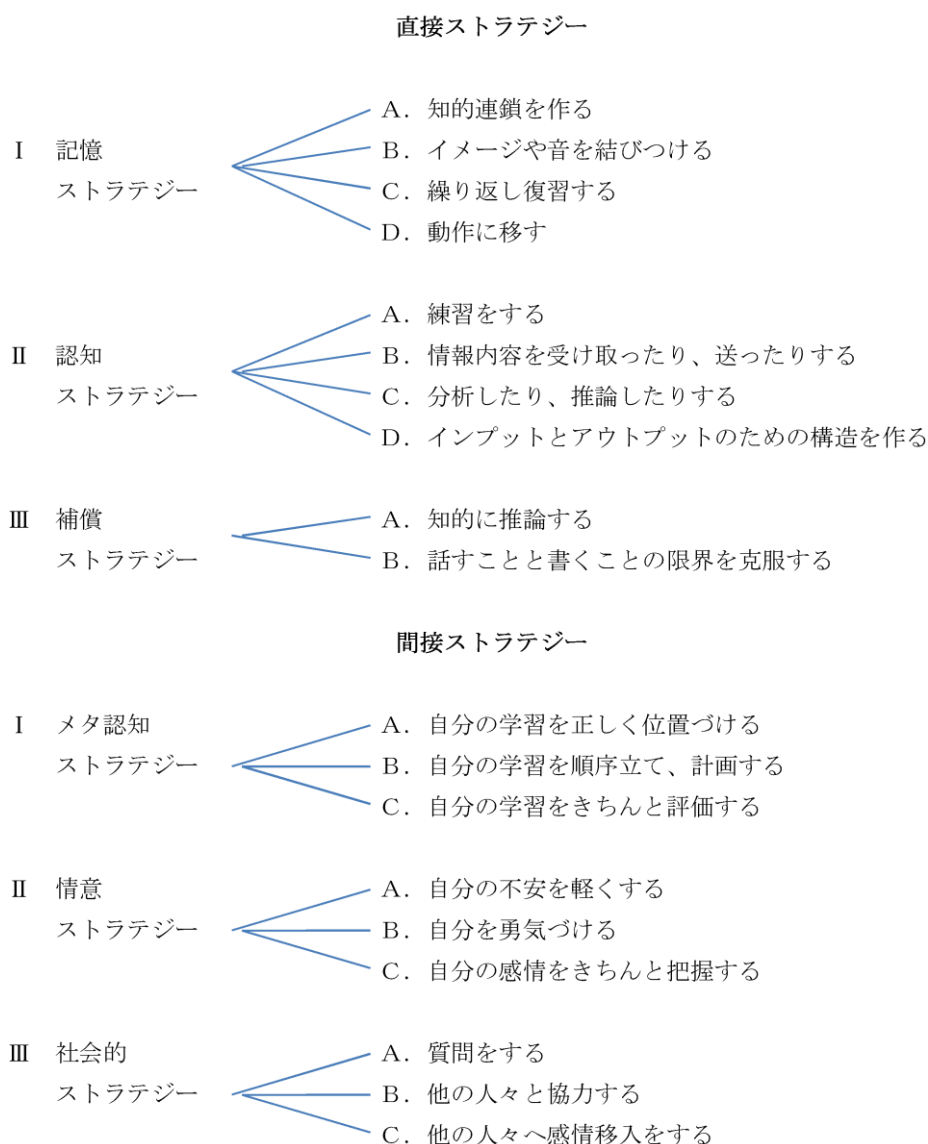 直接ストラテジー
A．知的連鎖を作る
Ⅰ 記憶
B．イメージや音を結びつける
ストラテジー
C．繰り返し復習する
D．動作に移す
A．練習をする
Ⅱ 認知
B．情報内容を受け取ったり、送ったりする
ストラテジー
C．分析したり、推論したりする
D．インプットとアウトプットのための構造を作る
Ⅲ 補償
A．知的に推論する
ストラテジー
B．話すことと書くことの限界を克服する
間接ストラテジー
Ⅰ メタ認知
A．自分の学習を正しく位置づける
ストラテジー
B．自分の学習を順序立て、計画する
C．自分の学習をきちんと評価する
Ⅱ 情意
A．自分の不安を軽くする
ストラテジー
B．自分を勇気づける
C．自分の感情をきちんと把握する
Ⅲ 社会的
A．質問をする
ストラテジー
B．他の人々と協力する
C．他の人々へ感情移入をする